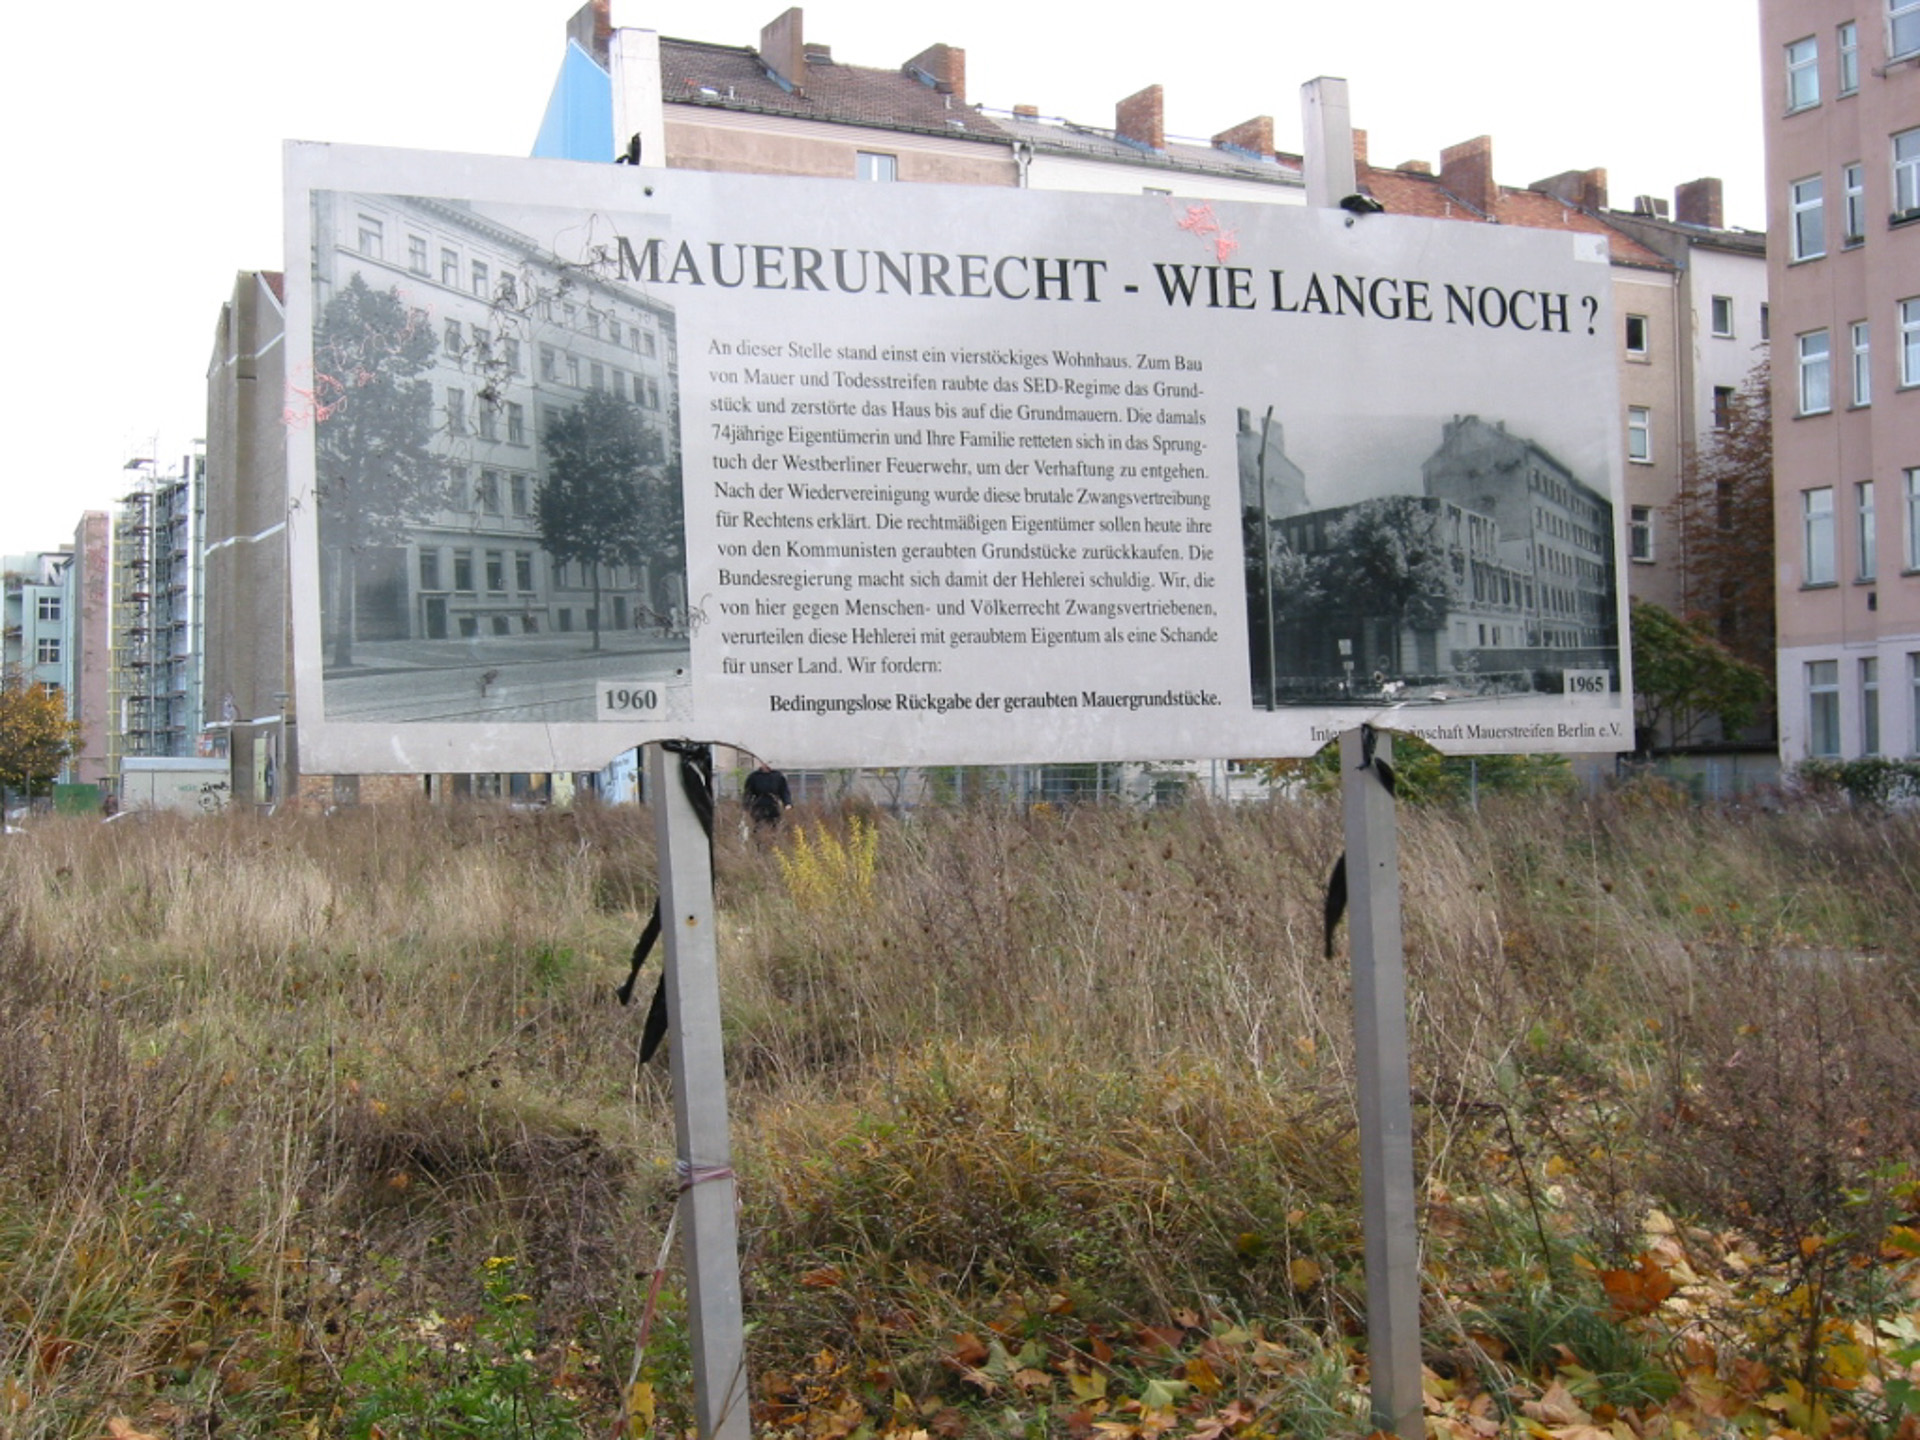 MAUERUNRECHT - WIE LANGE NOCH ?
An dieser Stelle stand einst ein vierstöckiges Wohnhaus. Zum Bau
von Mauer und Todesstreifen raubte das SED-Regime das Grund-
stück und zerstörte das Haus bis auf die Grundmauern. Die damals
74jährige Eigentümerin und Ihre Familie retteten sich in das Sprung-
tuch der Westberliner Feuerwehr, um der Verhaftung zu entgehen.
Nach der Wiedervereinigung wurde diese brutale Zwangsvertreibung
für Rechtens erklärt. Die rechtmäßigen Eigentümer sollen heute ihre
von den Kommunisten geraubten Grundstücke zurückkaufen. Die
Bundesregierung macht sich damit der Hehlerei schuldig. Wir, die
von hier gegen Menschen- und Völkerrecht Zwangsvertriebenen,
verurteilen diese Hehlerei mit geraubtem Eigentum als eine Schande
für unser Land. Wir fordern:
Bedingungslose Rückgabe der geraubten Mauergrundstücke.
1960
1965
Mauerstreifen Berlin e.V.